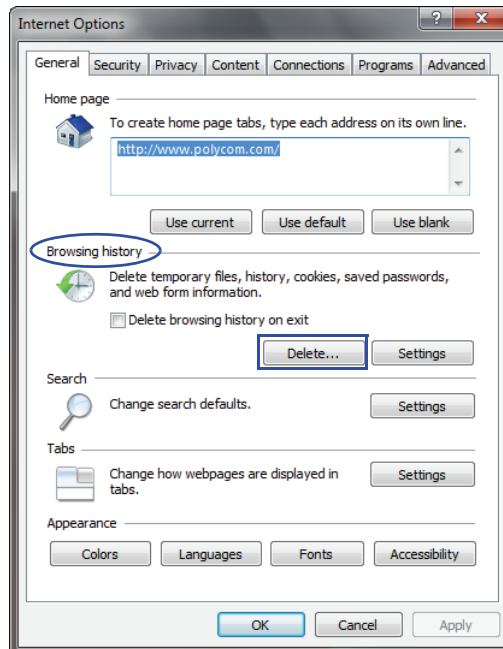 Internet Options
?
X
General Security Privacy Content Connections Programs Advanced
Home page
To create home page tabs, type each address on its own line.
http://www.polycom.com/
Use current Use default Use blank
Browsing history
Delete temporary files, history, cookies, saved passwords,
and web form information.
Delete browsing history on exit
Delete... Settings
Search
Change search defaults. Settings
Tabs
Change how webpages are displayed in Settings
tabs.
Appearance
Colors Languages Fonts Accessibility
OK Cancel Apply